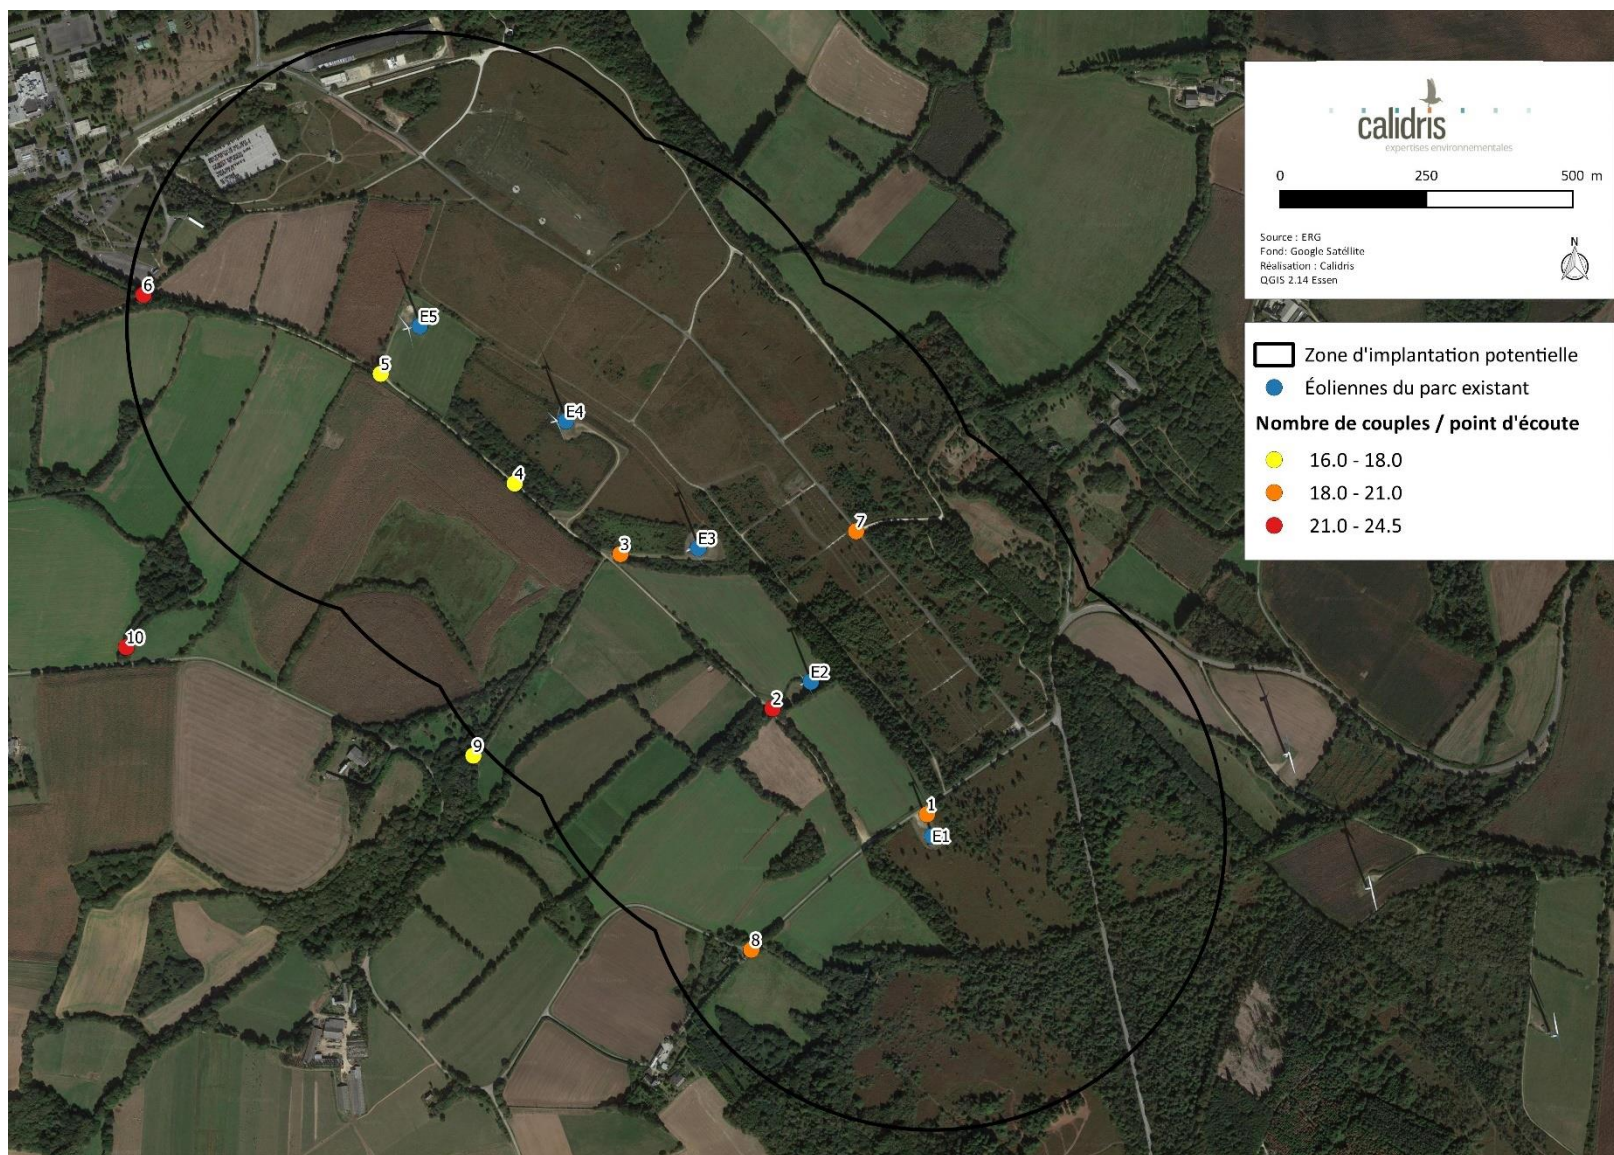 calidris
expertises environnementales
0 250 500 m
Source : ERG
Fond: Google Satéllite
Réalisation : Calidris
QGIS 2.14 Essen
N
Zone d'implantation potentielle
Éoliennes du parc existant
Nombre de couples / point d'écoute
16.0 - 18.0
18.0 - 21.0
21.0 - 24.5
6
E5
5
E4
4
7
3
E3
10
E2
2
9
1
E1
8